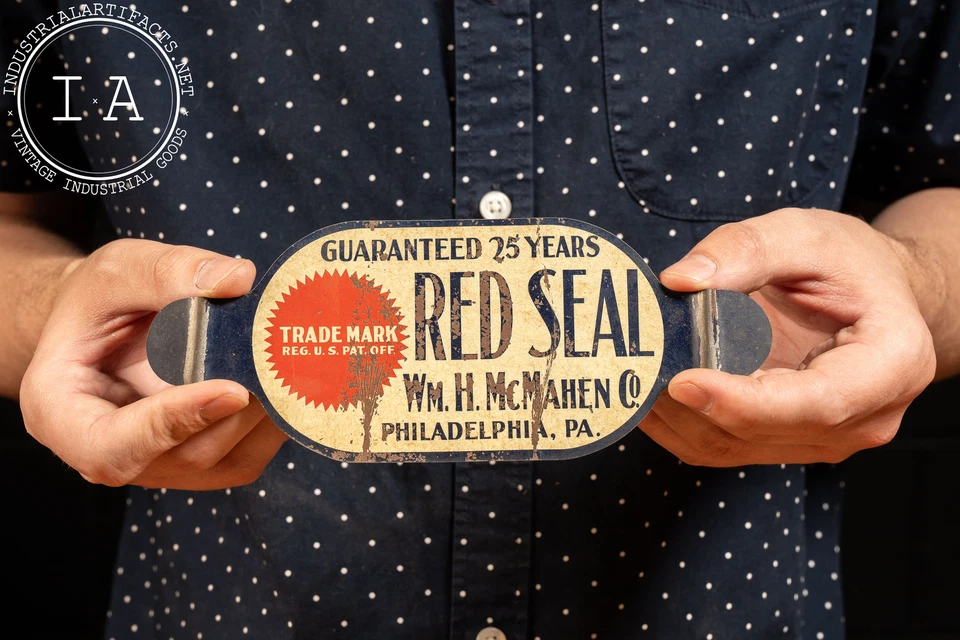 INDUSTRIALARTIFACTS.NET
I.A
VINTAGE INDUSTRIAL GOODS
GUARANTEED 25 YEARS
RED SEAL
TRADE MARK
REG. U. S. PAT. OFF.
WM. H. MCMAHEN CO.
PHILADELPHIA, PA.